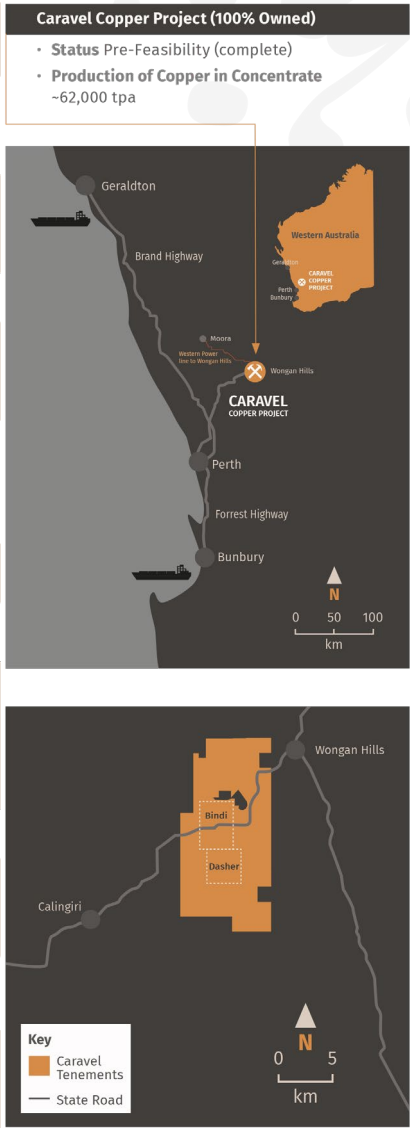 Caravel Copper Project (100% Owned)
• Status Pre-Feasibility (complete)
• Production of Copper in Concentrate
~62,000 tpa
Geraldton
Brand Highway
Western Australia
Geraldton
CARAVEL
COPPER
PROJECT
Perth
Bunbury
Moora
Western Power
line to Wongan Hills
Wongan Hills
CARAVEL
COPPER PROJECT
Perth
Forrest Highway
Bunbury
N
0 50 100
km
Wongan Hills
Bindi
Dasher
Calingiri
N
0 5
km
Key
Caravel
Tenements
State Road